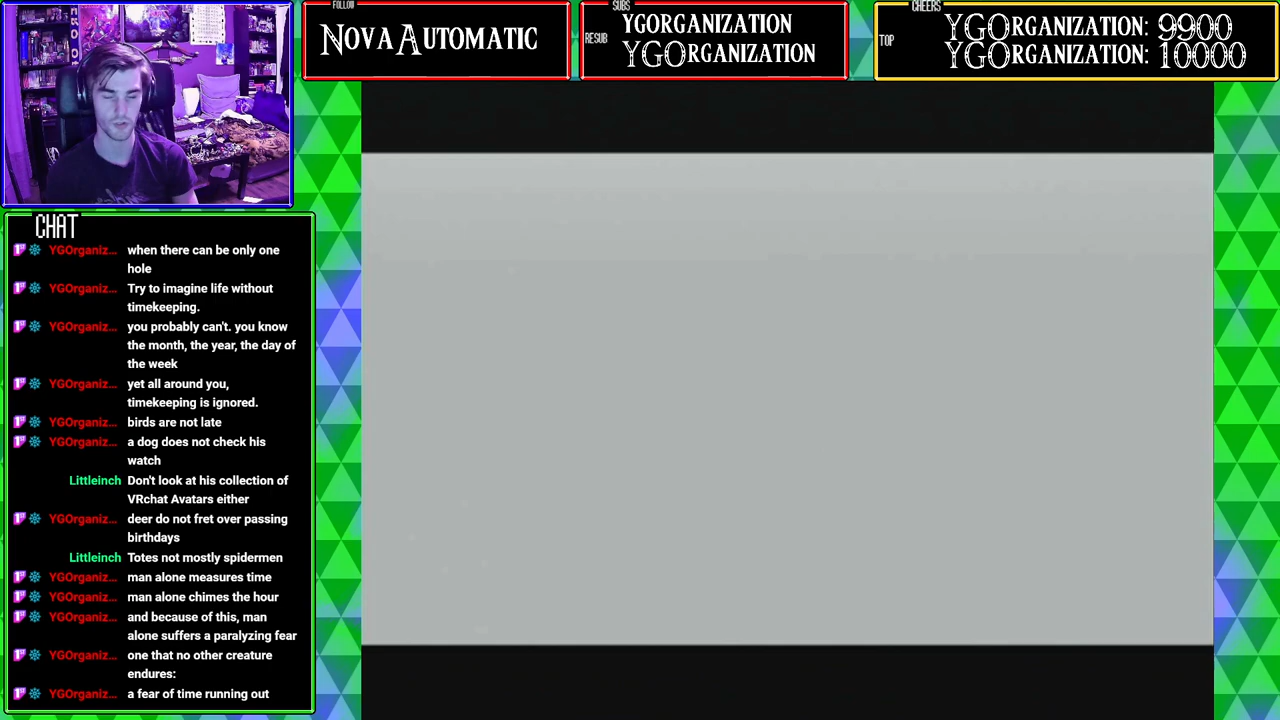 FOLLOW
NovaAutomatic
SUBS
RESUB
YGORGANIZATION
YGORGANIZATION
CHEERS
TOP
YGORGANIZATION: 9900
YGORGANIZATION: 10000
CHAT
YGOrganiz... when there can be only one
hole
YGOrganiz... Try to imagine life without
timekeeping.
YGOrganiz... you probably can't. you know
the month, the year, the day of
the week
YGOrganiz... yet all around you,
timekeeping is ignored.
YGOrganiz... birds are not late
YGOrganiz... a dog does not check his
watch
Littleinch Don't look at his collection of
VRchat Avatars either
YGOrganiz... deer do not fret over passing
birthdays
Littleinch Totes not mostly spidermen
YGOrganiz... man alone measures time
YGOrganiz... man alone chimes the hour
YGOrganiz... and because of this, man
alone suffers a paralyzing fear
YGOrganiz... one that no other creature
endures:
YGOrganiz... a fear of time running out